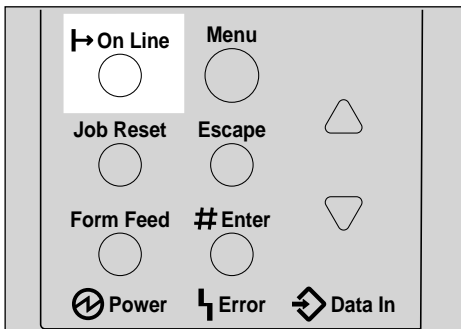 On Line Menu
Job Reset Escape
Form Feed # Enter
Power Error Data In